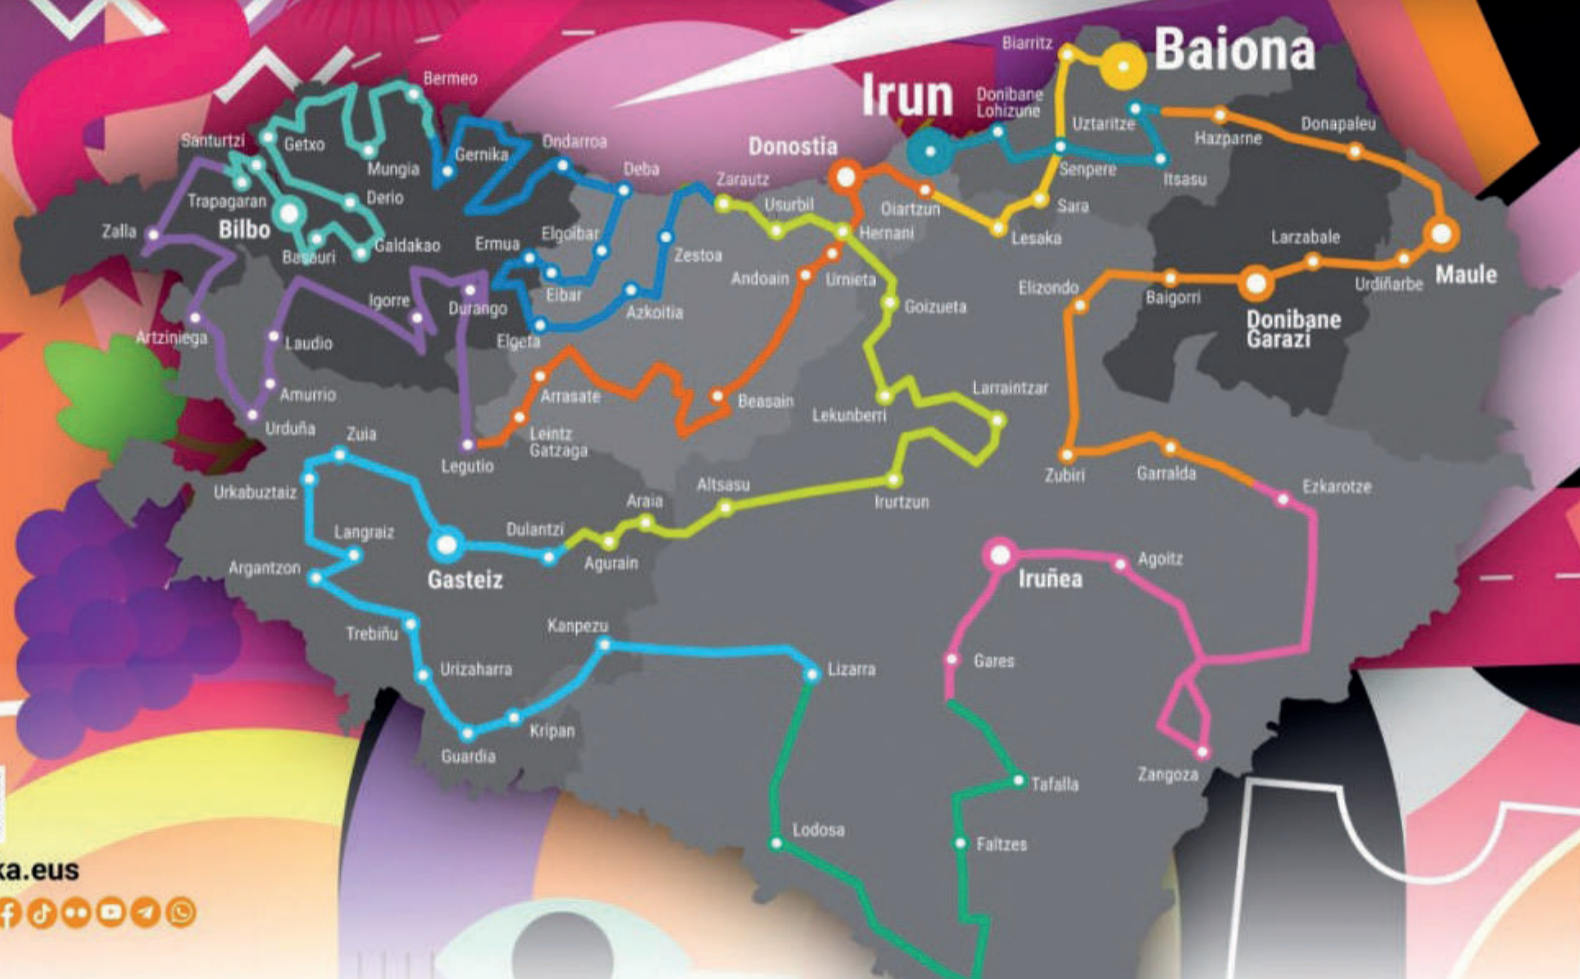 Biarritz
Baiona
Irun
Donibane
Lohizune
Bermeo
Santurtzi
Getxo
Mungia
Gernika
Ondarroa
Donostia
Uztaritze
Hazparne
Donapaleu
Deba
Zarautz
Senpere
Itsasu
Trapagaran
Derio
Usurbil
Oiartzun
Sara
Zalla
Bilbo
Basauri
Galdakao
Ermua
Elgoibar
Zestoa
Hernani
Lesaka
Larzabale
Andoain
Urnieta
Elizondo
Baigorri
Urdiñarbe
Maule
Igorre
Durango
Eibar
Azkoitia
Goizueta
Donibane
Garazi
Artziniega
Laudio
Elgeta
Amurrio
Arrasate
Beasain
Lekunberri
Larraintzar
Urduña
Zuia
Leintz
Gatzaga
Legutio
Zubiri
Garralda
Ezkarotze
Urkabuztaiz
Altsasu
Irurtzun
Araia
Langraiz
Dulantzi
Argantzon
Gasteiz
Agurain
Iruñea
Agoitz
Trebiñu
Kanpezu
Urizaharra
Lizarra
Gares
Guardia
Kripan
Zangoza
Tafalla
Lodosa
Faltzes
ka.eus